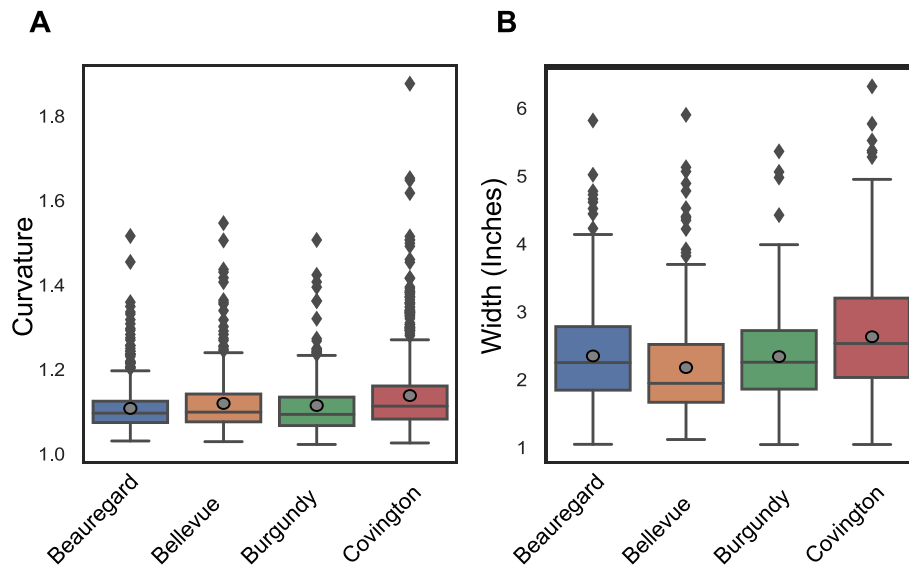 A
B
Curvature
1.8
1.6
1.4
1.2
1.0
Beauregard
Bellevue
Burgundy
Covington
Width (Inches)
6
5
4
3
2
1
Beauregard
Bellevue
Burgundy
Covington